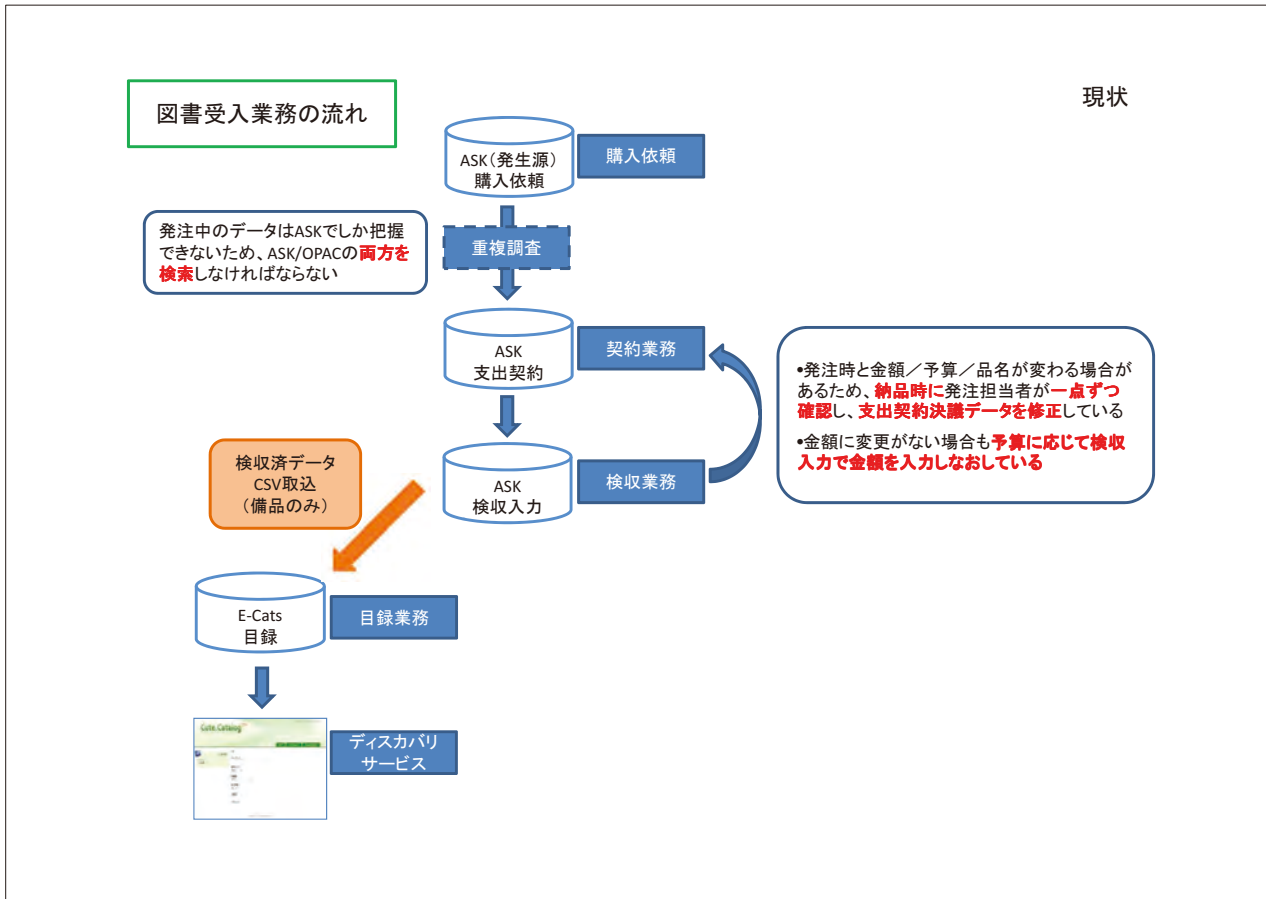 図書受入業務の流れ
現状
ASK（発生源）
購入依頼
購入依頼
発注中のデータはASKでしか把握
できないため、ASK/OPACの両方を
検索しなければならない
重複調査
ASK
支出契約
契約業務
•発注時と金額／予算／品名が変わる場合が
あるため、納品時に発注担当者が一点ずつ
確認し、支出契約決議データを修正している
•金額に変更がない場合も予算に応じて検収
入力で金額を入力しなおしている
検収済データ
CSV取込
（備品のみ）
ASK
検収入力
検収業務
E-Cats
目録
目録業務
Cute.Catalog
ディスカバリ
サービス